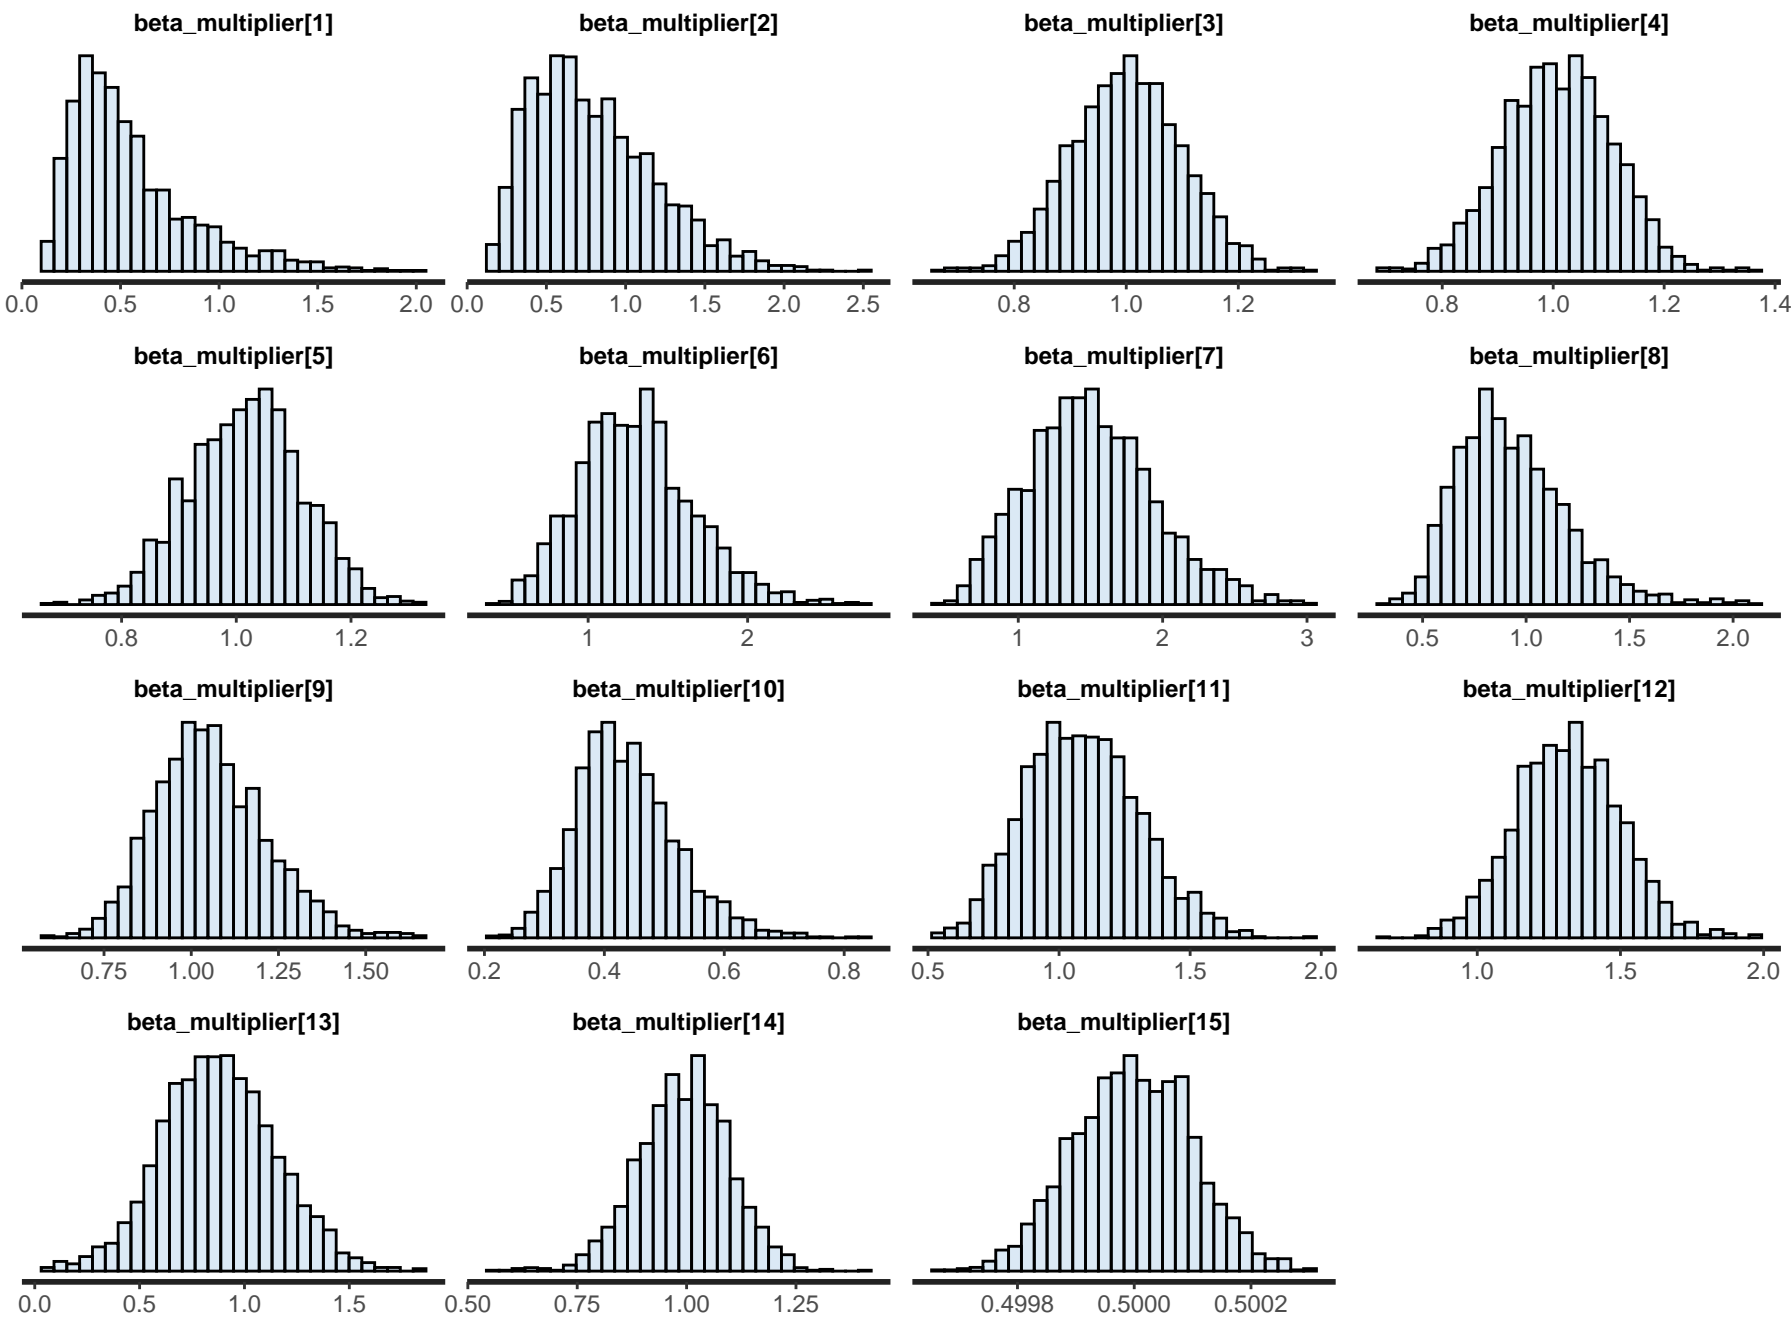 beta_multiplier[1] beta_multiplier[2] beta_multiplier[3] beta_multiplier[4]
0.0 0.5 1.0 1.5 2.0 0.0 0.5 1.0 1.5 2.0 2.5 0.8 1.0 1.2 0.8 1.0 1.2 1.4
beta_multiplier[5] beta_multiplier[6] beta_multiplier[7] beta_multiplier[8]
0.8 1.0 1.2 1 2 1 2 3 0.5 1.0 1.5 2.0
beta_multiplier[9] beta_multiplier[10] beta_multiplier[11] beta_multiplier[12]
0.75 1.00 1.25 1.50 0.2 0.4 0.6 0.8 0.5 1.0 1.5 2.0 1.0 1.5 2.0
beta_multiplier[13] beta_multiplier[14] beta_multiplier[15]
0.0 0.5 1.0 1.5 0.50 0.75 1.00 1.25 0.4998 0.5000 0.5002